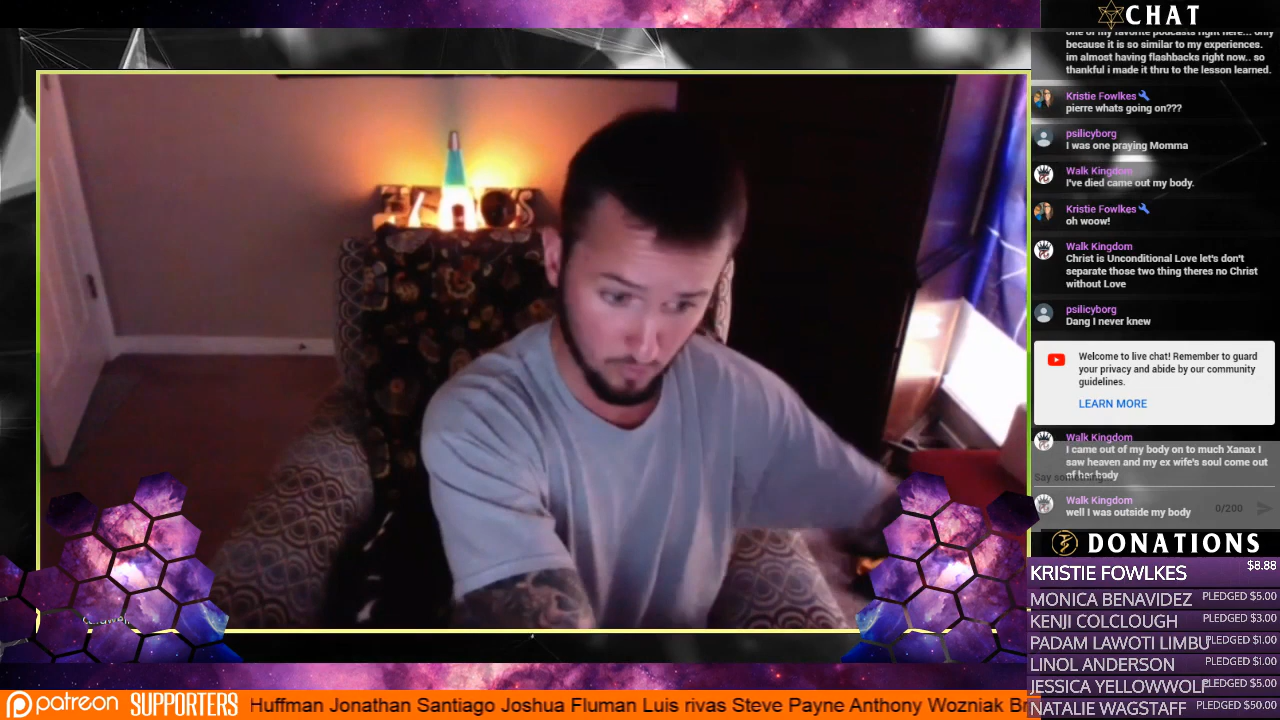 CHAT
one of my favorite podcasts right here... only
because it is so similar to my experiences.
im almost having flashbacks right now.. so
thankful i made it thru to the lesson learned.
Kristie Fowlkes
pierre whats going on???
psilicyborg
I was one praying Momma
Walk Kingdom
I've died came out my body.
Kristie Fowlkes
oh woow!
Walk Kingdom
Christ is Unconditional Love let's don't
separate those two thing theres no Christ
without Love
psilicyborg
Dang I never knew
Welcome to live chat! Remember to guard
your privacy and abide by our community
guidelines.
LEARN MORE
Walk Kingdom
I came out of my body on to much Xanax I
saw heaven and my ex wife's soul come out
of her body
Say something...
Walk Kingdom
well I was outside my body
0/200
DONATIONS
KRISTIE FOWLKES $8.88
MONICA BENAVIDEZ PLEDGED $5.00
KENJI COLCLOUGH PLEDGED $3.00
PADAM LAWOTI LIMBU PLEDGED $1.00
LINOL ANDERSON PLEDGED $1.00
JESSICA YELLOWWOLF PLEDGED $5.00
NATALIE WAGSTAFF PLEDGED $50.00
patreon SUPPORTERS Huffman Jonathan Santiago Joshua Fluman Luis rivas Steve Payne Anthony Wozniak Br